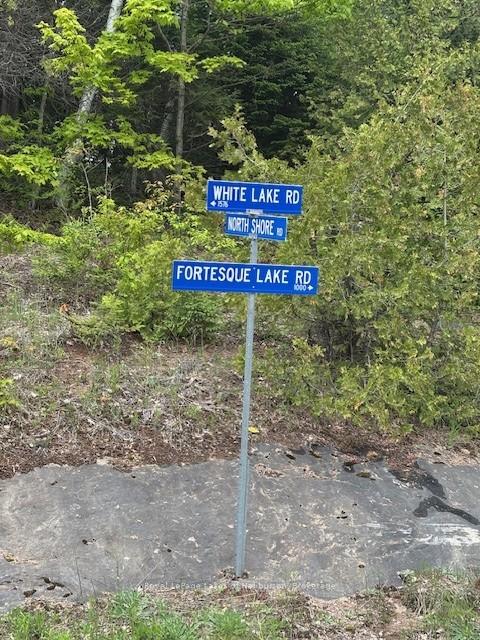 WHITE LAKE RD
← 1576
NORTH SHORE RD
FORTESQUE LAKE RD
1000 →